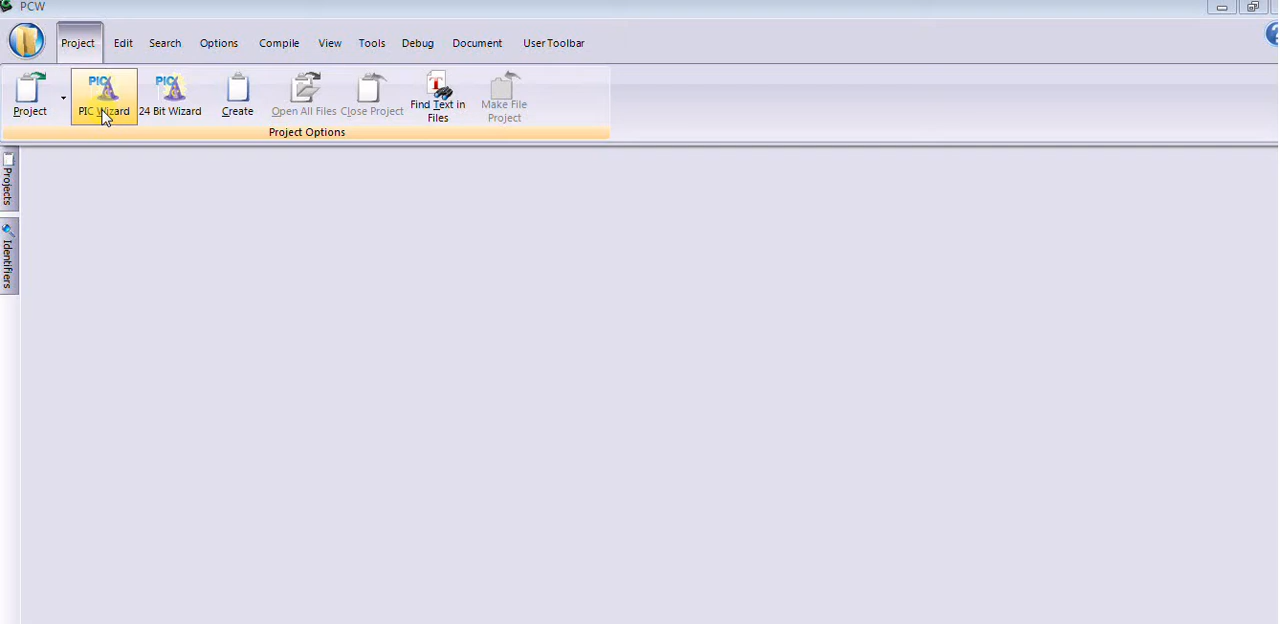 PCW
Project Edit Search Options Compile View Tools Debug Document User Toolbar
PIC PIC
Project PIC Wizard 24 Bit Wizard Create Open All Files Close Project Find Text in Files Make File Project
Project Options
Projects
Identifiers